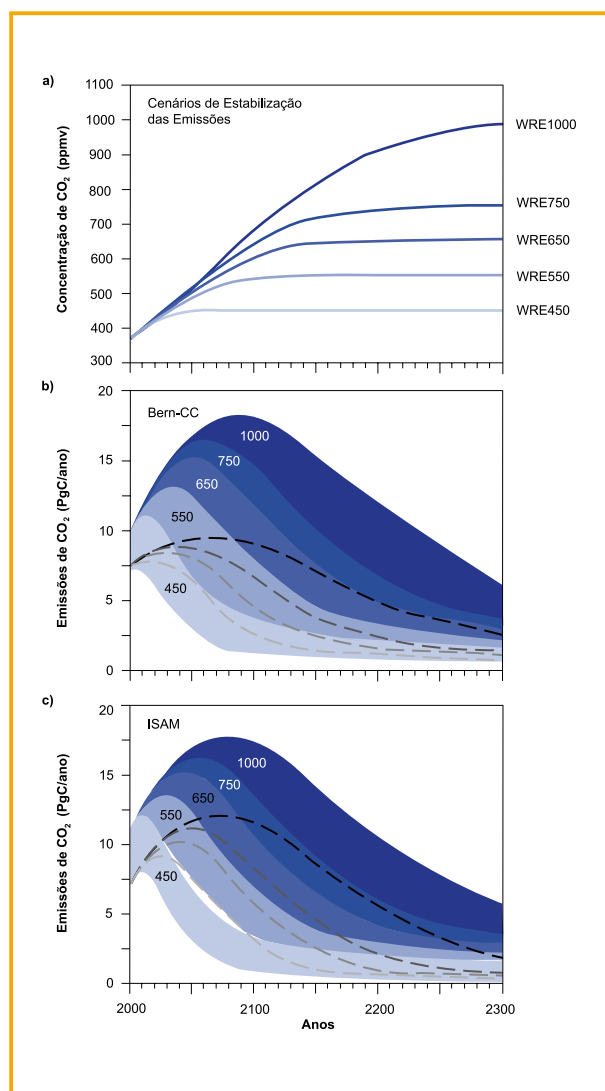 a)
Cenários de Estabilização
das Emissões
Concentração de CO₂ (ppmv)
1100
1000
900
800
700
600
500
400
300
WRE1000
WRE750
WRE650
WRE550
WRE450
b)
Bern-CC
Emissões de CO₂ (PgC/ano)
20
15
10
5
0
1000
750
650
550
450
c)
ISAM
Emissões de CO₂ (PgC/ano)
20
15
10
5
0
1000
750
650
550
450
2000
2100
2200
2300
Anos